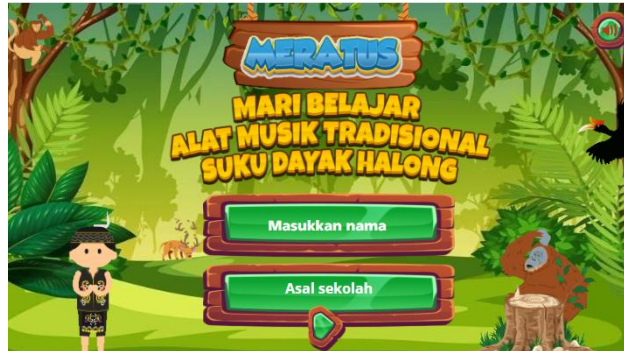 MERATUS
MARI BELAJAR
ALAT MUSIK TRADISIONAL
SUKU DAYAK HALONG
Masukkan nama
Asal sekolah